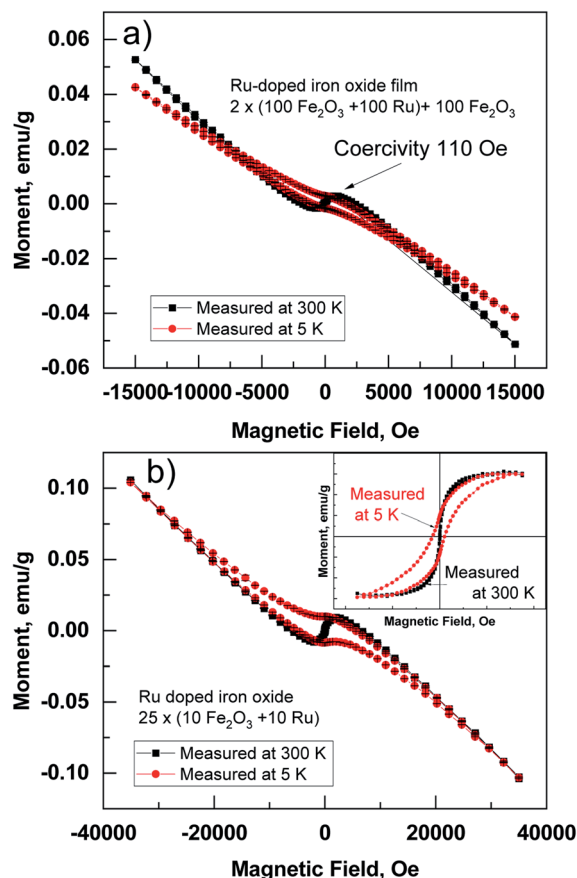 a)
0.06
0.04
0.02
0.00
-0.02
-0.04
0.06
Moment, emu/g
Ru-doped iron oxide film
2 x (100 Fe2O3 +100 Ru)+ 100 Fe2O3
Coercivity 110 Oe
Measured at 300 K
Measured at 5 K
-15000 -10000 -5000 0 5000 10000 15000
Magnetic Field, Oe
b)
0.10
0.05
0.00
-0.05
-0.10
Moment, emu/g
Moment, emu/g
Measured
at 5 K
Measured
at 300 K
Magnetic Field, Oe
Ru doped iron oxide
25 x (10 Fe2O3 +10 Ru)
Measured at 300 K
Measured at 5 K
-40000 -20000 0 20000 40000
Magnetic Field, Oe